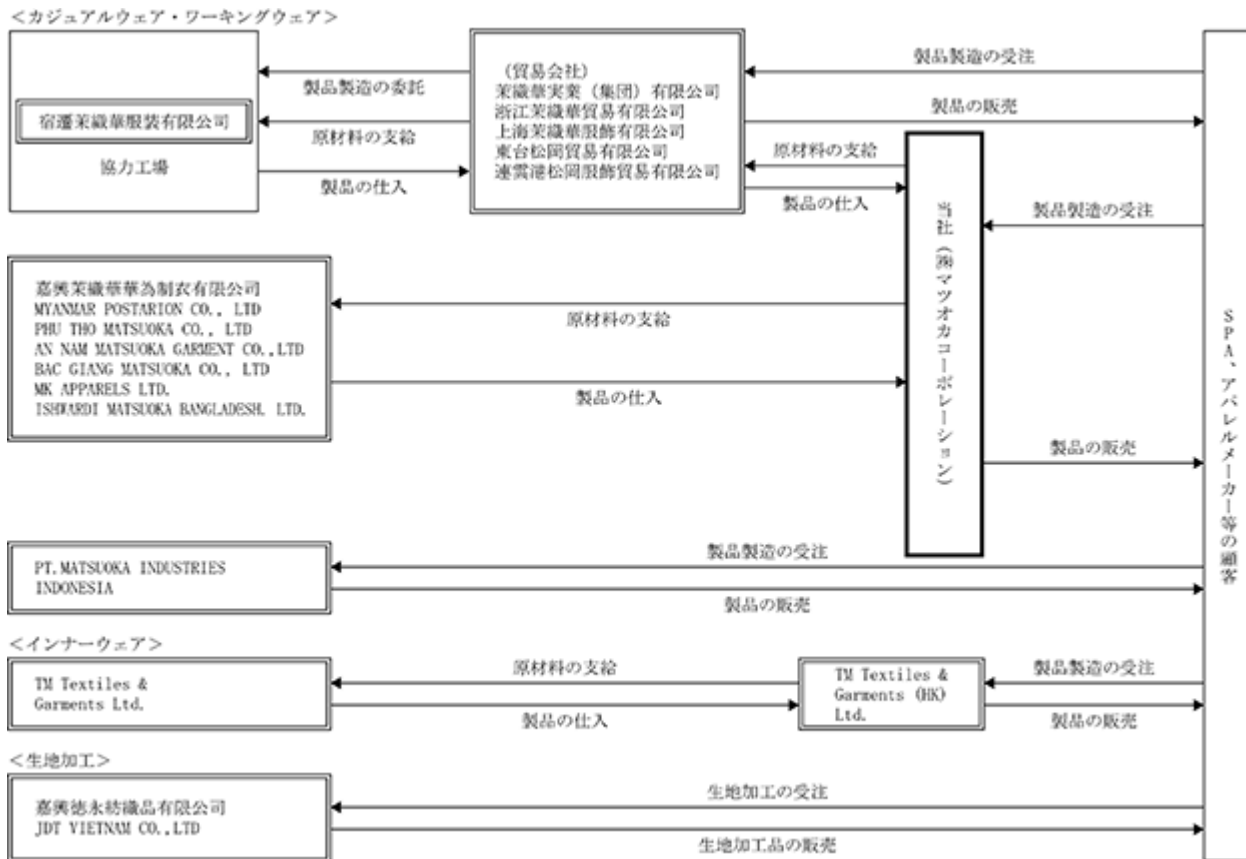 ＜カジュアルウェア・ワーキングウェア＞
宿遷茉織華服装有限公司
協力工場
製品製造の委託
原材料の支給
製品の仕入
（貿易会社）
茉織華実業（集団）有限公司
浙江茉織華貿易有限公司
上海茉織華服飾有限公司
東台松岡貿易有限公司
連雲港松岡服飾貿易有限公司
製品製造の受注
製品の販売
原材料の支給
製品の仕入
当社（㈱マツオカコーポレーション）
製品製造の受注
嘉興茉織華華為制衣有限公司
MYANMAR POSTARION CO., LTD
PHU THO MATSUOKA CO., LTD
AN NAM MATSUOKA GARMENT CO.,LTD
BAC GIANG MATSUOKA CO., LTD
MK APPARELS LTD.
ISHWARDI MATSUOKA BANGLADESH. LTD.
原材料の支給
製品の仕入
製品の販売
SPA、アパレルメーカー等の顧客
PT.MATSUOKA INDUSTRIES
INDONESIA
製品製造の受注
製品の販売
＜インナーウェア＞
TM Textiles &
Garments Ltd.
原材料の支給
製品の仕入
TM Textiles &
Garments (HK)
Ltd.
製品製造の受注
製品の販売
＜生地加工＞
嘉興徳永紡織品有限公司
JDT VIETNAM CO.,LTD
生地加工の受注
生地加工品の販売